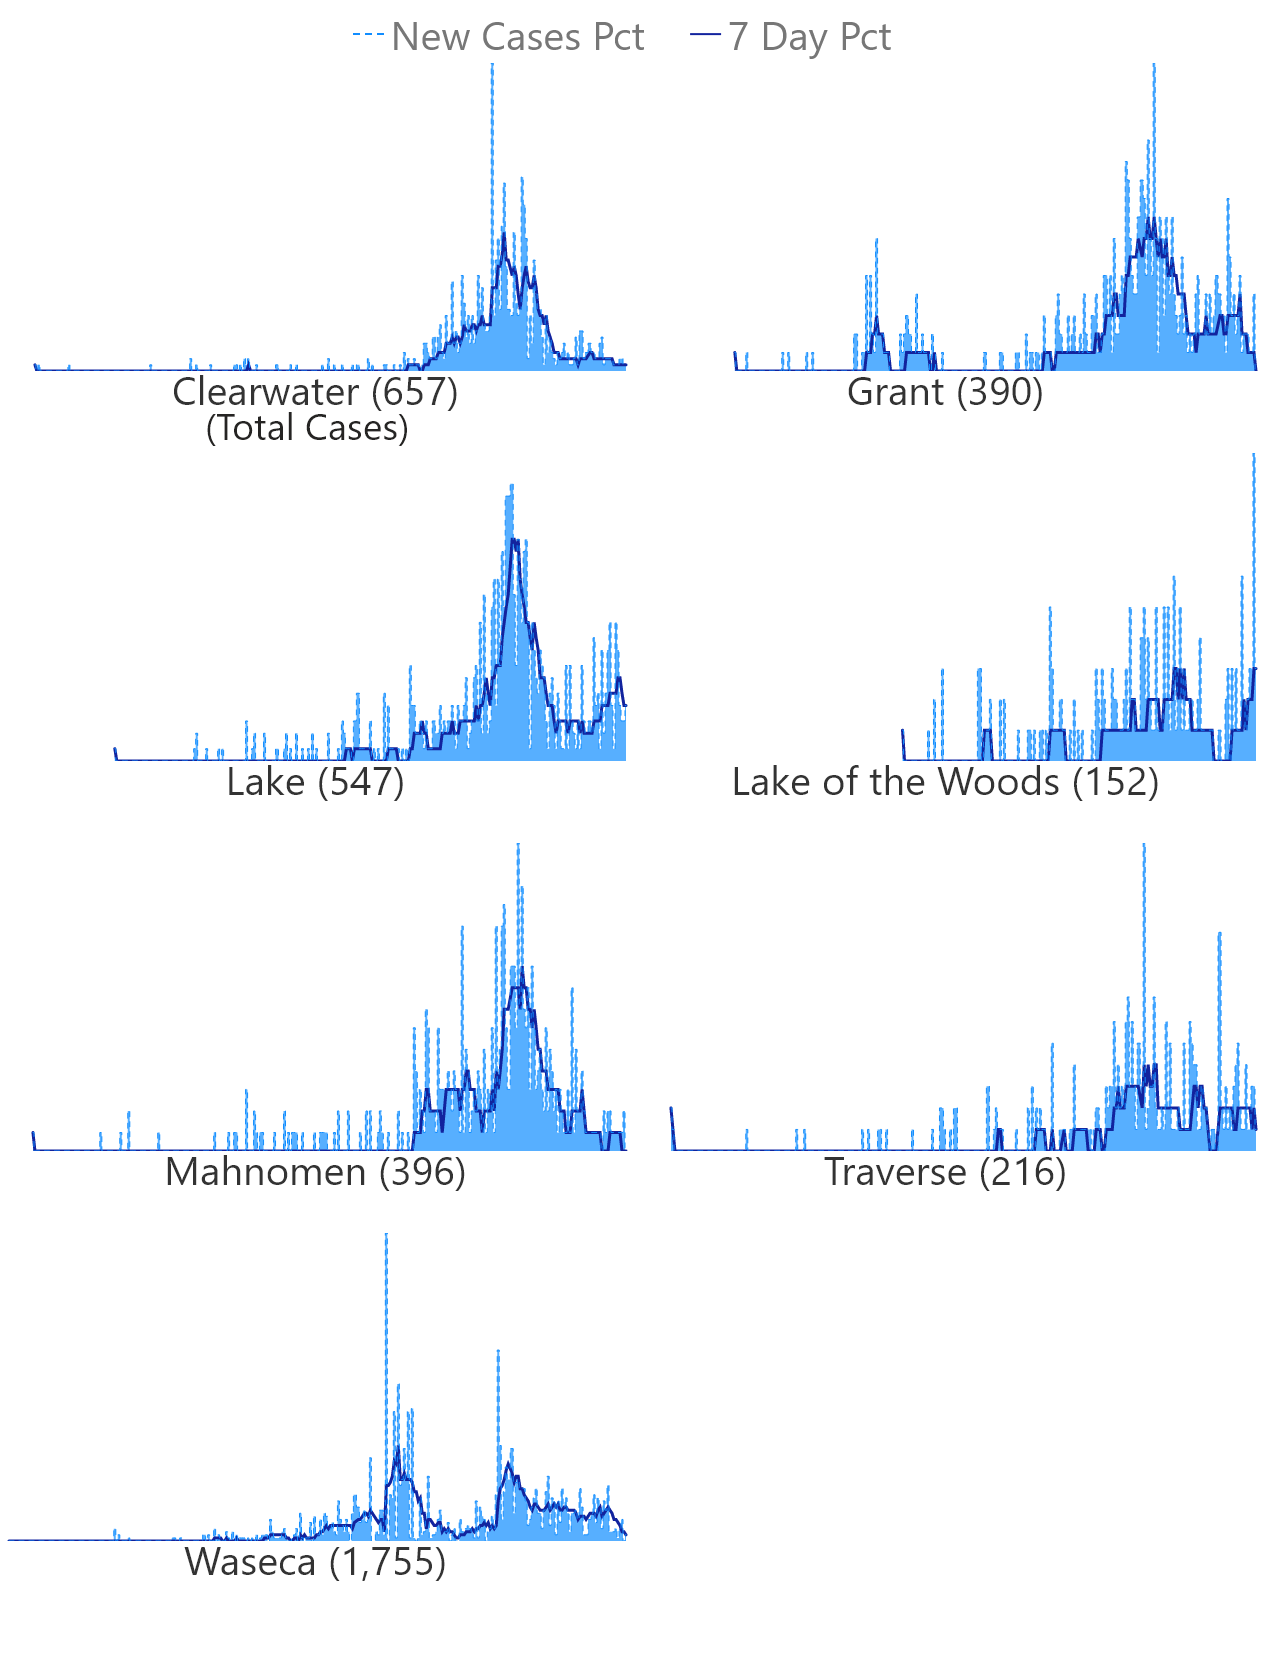 New Cases Pct 7 Day Pct
Clearwater (657)
(Total Cases)
Grant (390)
Lake (547)
Lake of the Woods (152)
Mahnomen (396)
Traverse (216)
Waseca (1,755)